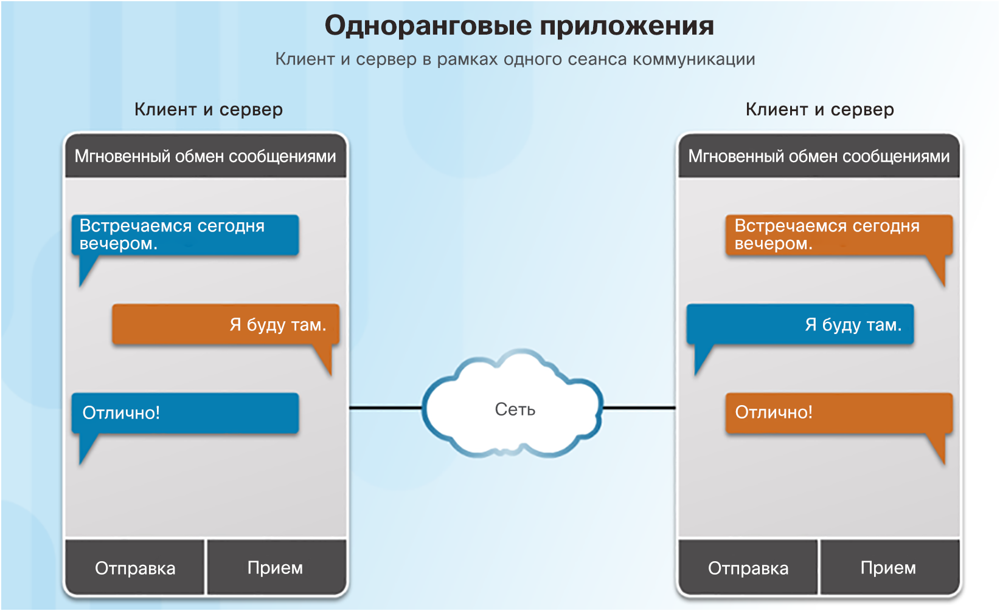 Одноранговые приложения
Клиент и сервер в рамках одного сеанса коммуникации
Клиент и сервер
Мгновенный обмен сообщениями
Встречаемся сегодня
вечером.
Я буду там.
Отлично!
Отправка
Прием
Сеть
Клиент и сервер
Мгновенный обмен сообщениями
Встречаемся сегодня
вечером.
Я буду там.
Отлично!
Отправка
Прием